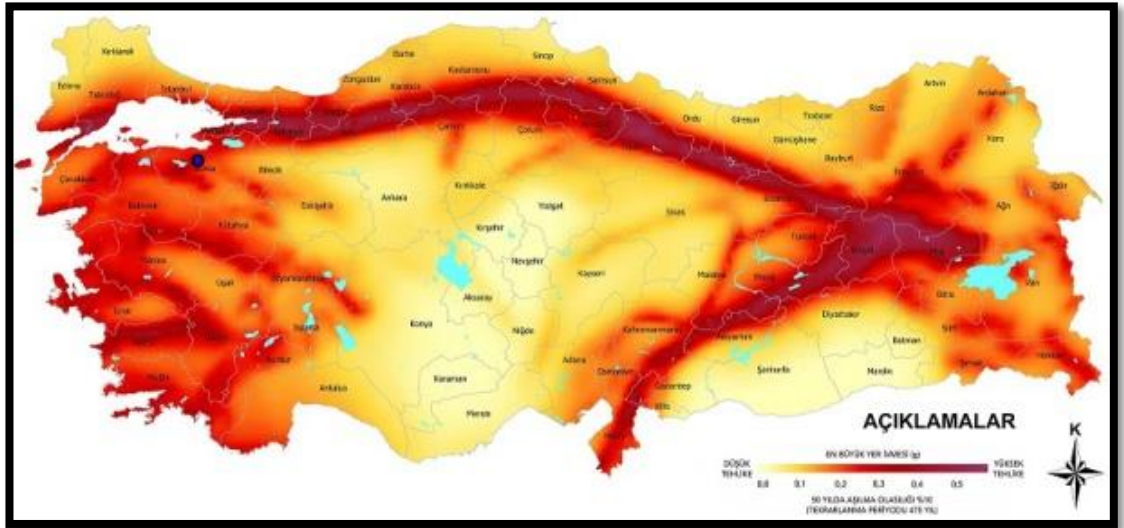 Kırklareli
Sinop
Bartın
Kastamonu
Edirne
Zonguldak
Samsun
Artvin
Tekirdağ
İstanbul
Karabük
Ardahan
Rize
Ordu
Giresun
Trabzon
Kars
Çankırı
Çorum
Gümüşhane
Bayburt
Bilecik
Erzurum
Iğdır
Çanakkale
Kırıkkale
Balıkesir
Ankara
Eskişehir
Yozgat
Sivas
Ağrı
Kütahya
Kırşehir
Tunceli
Bingöl
Muş
Manisa
Nevşehir
Malatya
Elazığ
Uşak
Afyonkarahisar
Kayseri
Van
Aksaray
Bitlis
İzmir
Diyarbakır
Konya
Isparta
Niğde
Kahramanmaraş
Adıyaman
Siirt
Batman
Burdur
Adana
Osmaniye
Şırnak
Hakkari
Muğla
Karaman
Şanlıurfa
Mardin
Antalya
Gaziantep
Mersin
Kilis
Hatay
AÇIKLAMALAR
K
EN BÜYÜK YER İVMESİ (g)
DÜŞÜK TEHLİKE
YÜKSEK TEHLİKE
0,0 0,1 0,2 0,3 0,4 0,5
50 YILDA AŞILMA OLASILIĞI %10
(TEKRARLANMA PERİYODU 475 YIL)